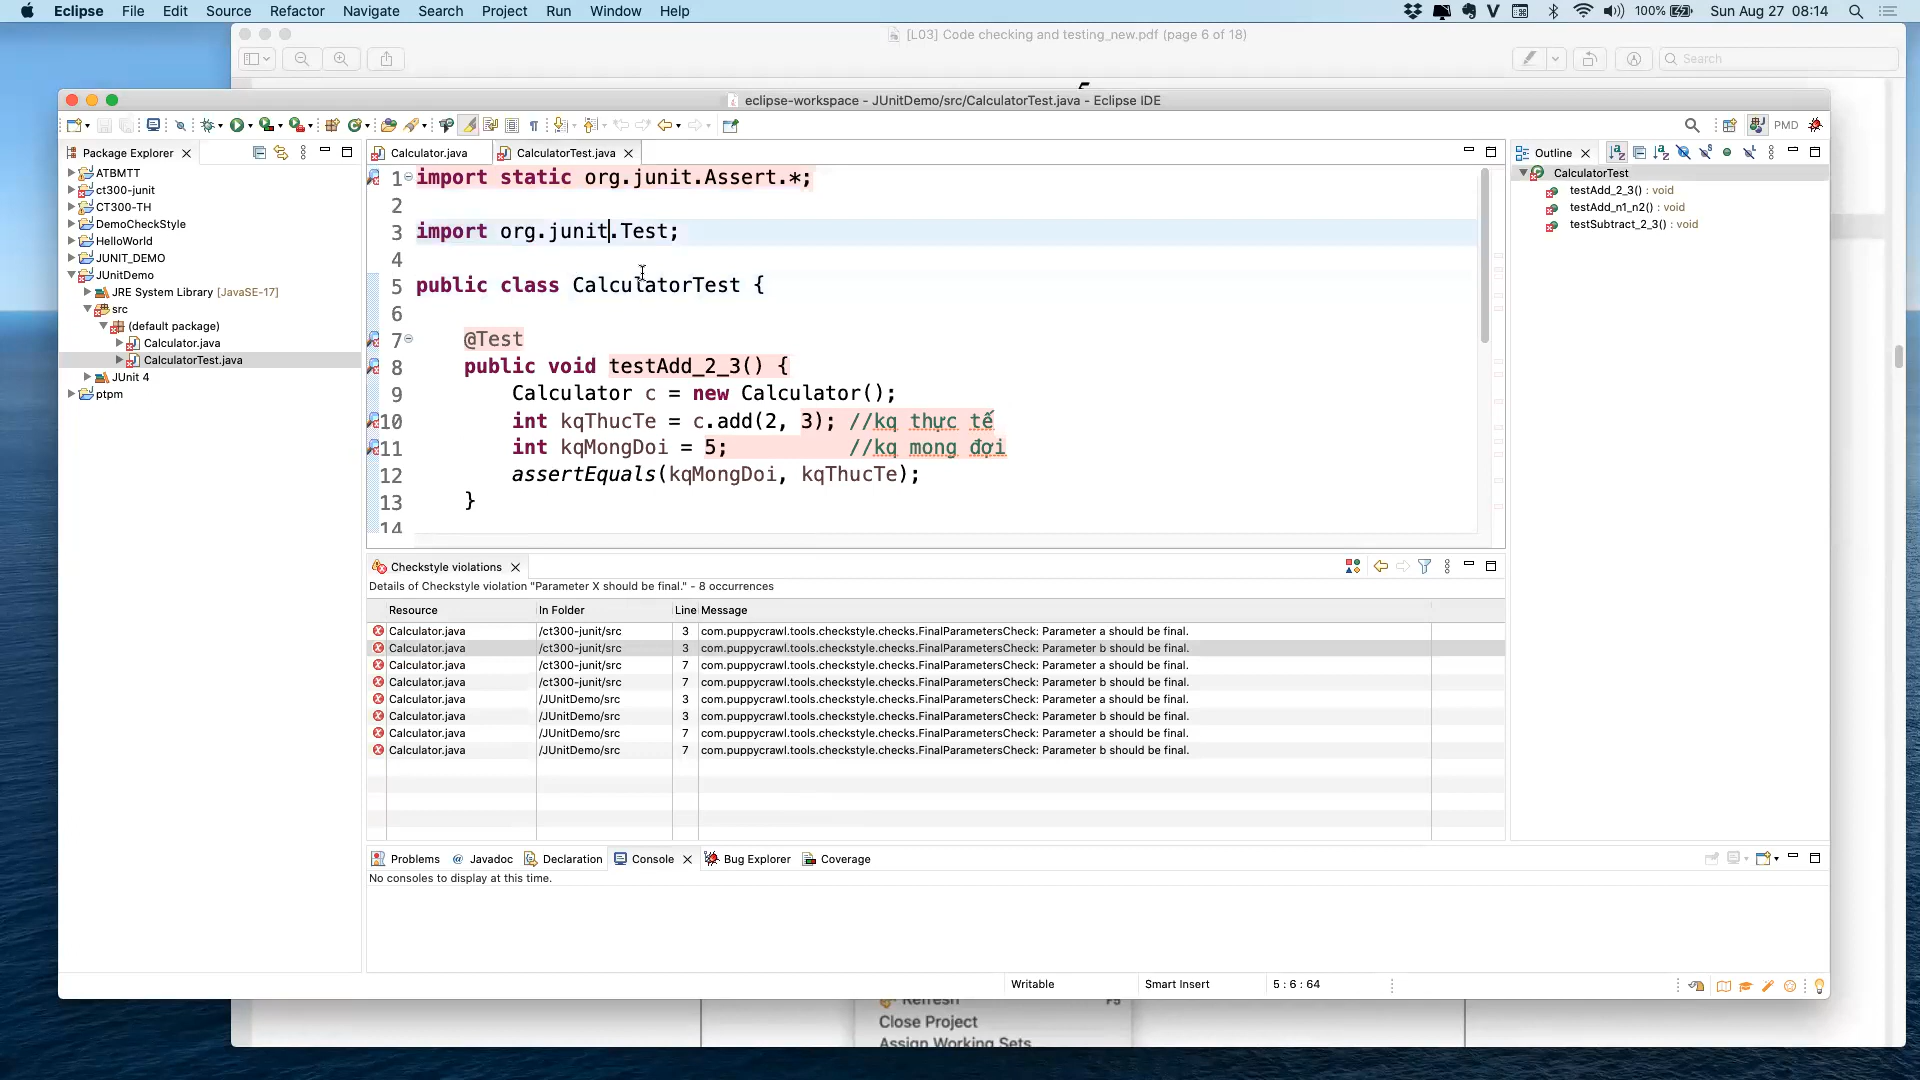 Eclipse File Edit Source Refactor Navigate Search Project Run Window Help
100% Sun Aug 27 08:14
[L03] Code checking and testing_new.pdf (page 6 of 18)
Search
eclipse-workspace - JUnitDemo/src/CalculatorTest.java - Eclipse IDE
PMD
Package Explorer
ATBMTT
ct300-junit
CT300-TH
DemoCheckStyle
HelloWorld
JUNIT_DEMO
JUnitDemo
JRE System Library [JavaSE-17]
src
(default package)
Calculator.java
CalculatorTest.java
JUnit 4
ptpm
Calculator.java CalculatorTest.java
1 import static org.junit.Assert.*;
2
3 import org.junit.Test;
4
5 public class CalculatorTest {
6
7 @Test
8 public void testAdd_2_3() {
9 Calculator c = new Calculator();
10 int kqThucTe = c.add(2, 3); //kq thực tế
11 int kqMongDoi = 5; //kq mong đợi
12 assertEquals(kqMongDoi, kqThucTe);
13 }
14
Outline
CalculatorTest
testAdd_2_3() : void
testAdd_n1_n2() : void
testSubtract_2_3() : void
Checkstyle violations
Details of Checkstyle violation "Parameter X should be final." - 8 occurrences
Resource In Folder Line Message
Calculator.java /ct300-junit/src 3 com.puppycrawl.tools.checkstyle.checks.FinalParametersCheck: Parameter a should be final.
Calculator.java /ct300-junit/src 3 com.puppycrawl.tools.checkstyle.checks.FinalParametersCheck: Parameter b should be final.
Calculator.java /ct300-junit/src 7 com.puppycrawl.tools.checkstyle.checks.FinalParametersCheck: Parameter a should be final.
Calculator.java /ct300-junit/src 7 com.puppycrawl.tools.checkstyle.checks.FinalParametersCheck: Parameter b should be final.
Calculator.java /JUnitDemo/src 3 com.puppycrawl.tools.checkstyle.checks.FinalParametersCheck: Parameter a should be final.
Calculator.java /JUnitDemo/src 3 com.puppycrawl.tools.checkstyle.checks.FinalParametersCheck: Parameter b should be final.
Calculator.java /JUnitDemo/src 7 com.puppycrawl.tools.checkstyle.checks.FinalParametersCheck: Parameter a should be final.
Calculator.java /JUnitDemo/src 7 com.puppycrawl.tools.checkstyle.checks.FinalParametersCheck: Parameter b should be final.
Problems Javadoc Declaration Console Bug Explorer Coverage
No consoles to display at this time.
Writable Smart Insert 5 : 6 : 64
Refresh F5
Close Project
Assign Working Sets